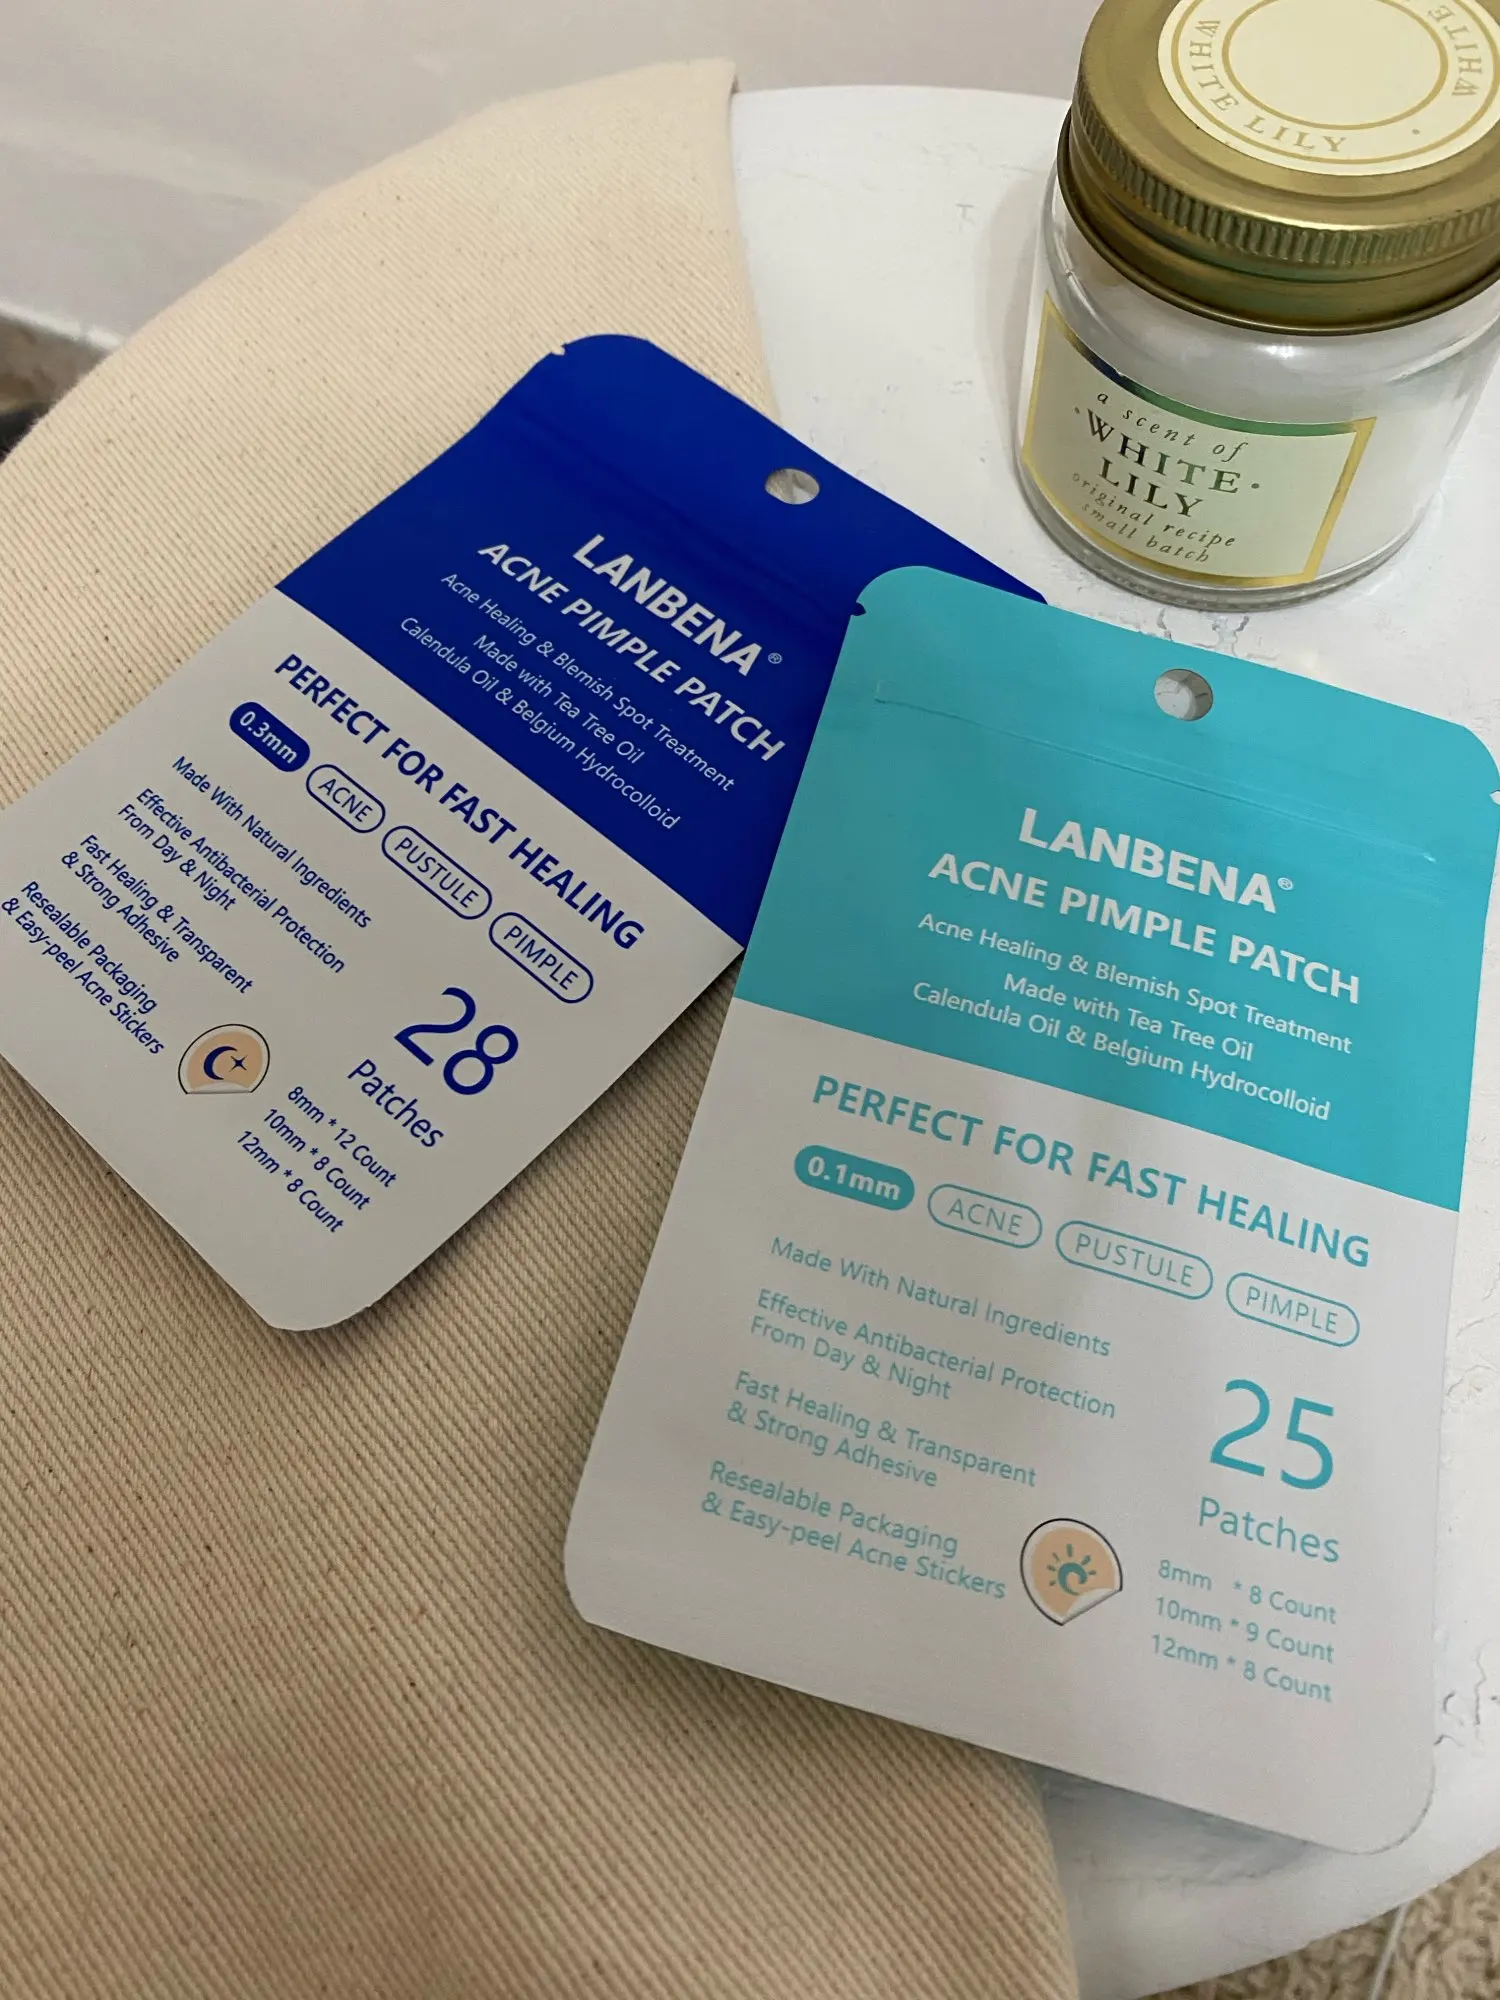 WHITE LILY
WHITE
a scent of
·WHITE·
LILY
original recipe
small batch
LANBENA®
ACNE PIMPLE PATCH
Acne Healing & Blemish Spot Treatment
Made with Tea Tree Oil
Calendula Oil & Belgium Hydrocolloid
PERFECT FOR FAST HEALING
0.3mm ACNE PUSTULE PIMPLE
Made With Natural Ingredients
Effective Antibacterial Protection
From Day & Night
Fast Healing & Transparent
& Strong Adhesive
Resealable Packaging
& Easy-peel Acne Stickers
28
Patches
8mm * 12 Count
10mm * 8 Count
12mm * 8 Count
LANBENA®
ACNE PIMPLE PATCH
Acne Healing & Blemish Spot Treatment
Made with Tea Tree Oil
Calendula Oil & Belgium Hydrocolloid
PERFECT FOR FAST HEALING
0.1mm ACNE PUSTULE PIMPLE
Made With Natural Ingredients
Effective Antibacterial Protection
From Day & Night
Fast Healing & Transparent
& Strong Adhesive
Resealable Packaging
& Easy-peel Acne Stickers
25
Patches
8mm * 8 Count
10mm * 9 Count
12mm * 8 Count